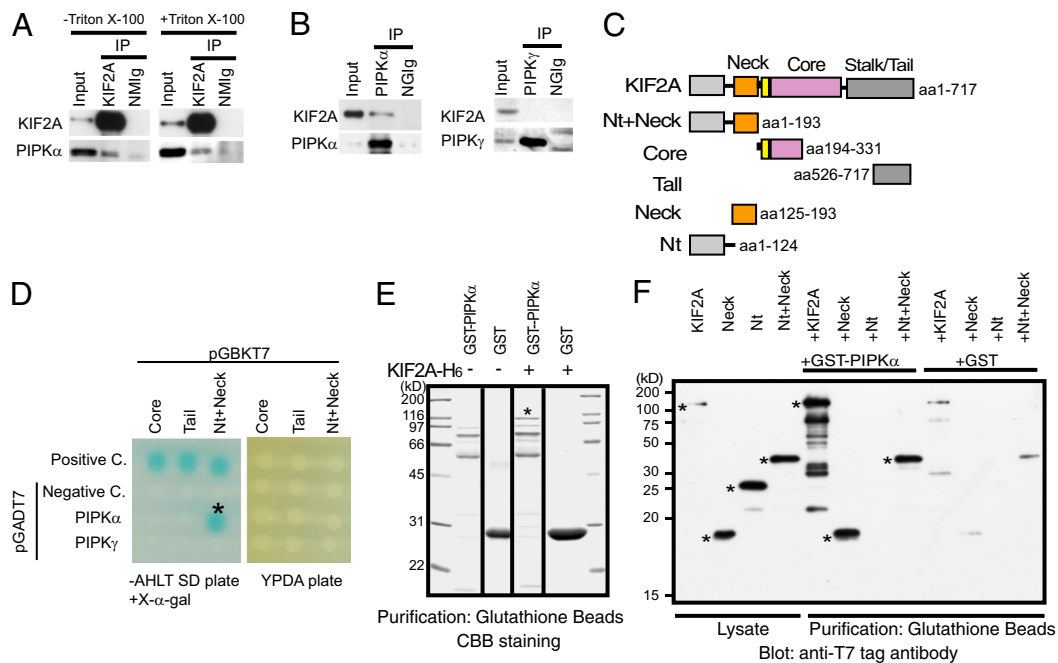 A
-Triton X-100 +Triton X-100
IP IP
Input KIF2A NMIg Input KIF2A NMIg
KIF2A
PIPKα
B
IP IP
Input PIPKα NGIg Input PIPKγ NGIg
KIF2A KIF2A
PIPKα PIPKγ
C
Neck Core Stalk/Tail
KIF2A aa1-717
Nt+Neck aa1-193
Core aa194-331
Tall aa526-717
Neck aa125-193
Nt aa1-124
D
pGBKT7
Core Tail Nt+Neck Core Tail Nt+Neck
Positive C.
Negative C.
pGADT7
PIPKα *
PIPKγ
-AHLT SD plate YPDA plate
+X-α-gal
E
GST-PIPKα GST GST-PIPKα GST
KIF2A-H6 - - + +
(kD)
200
116 *
97
66
45
31
22
Purification: Glutathione Beads
CBB staining
F
KIF2A Neck Nt Nt+Neck +KIF2A +Neck +Nt +Nt+Neck +KIF2A +Neck +Nt +Nt+Neck
+GST-PIPKα +GST
(kD)
200
100 * *
75
50
30 * *
25 *
20 * *
15
Lysate Purification: Glutathione Beads
Blot: anti-T7 tag antibody